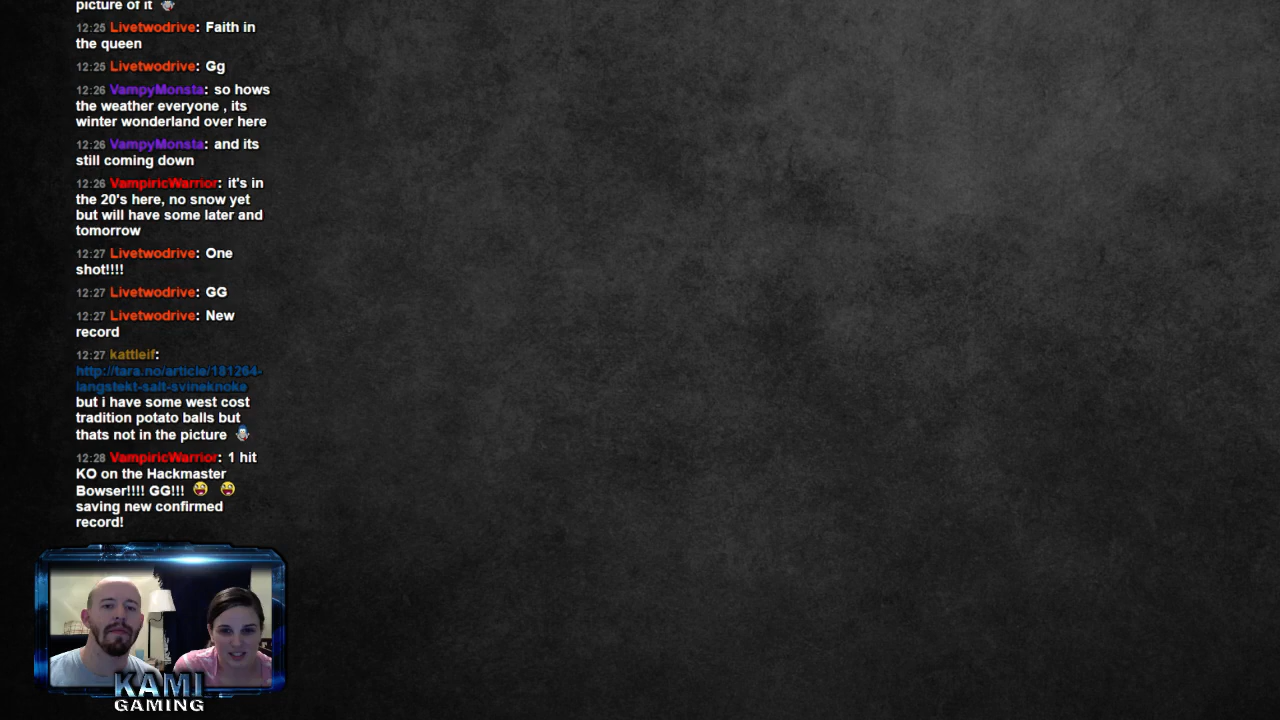 picture of it
12:25 Livetwodrive: Faith in
the queen
12:25 Livetwodrive: Gg
12:26 VampyMonsta: so hows
the weather everyone , its
winter wonderland over here
12:26 VampyMonsta: and its
still coming down
12:26 VampiricWarrior: it's in
the 20's here, no snow yet
but will have some later and
tomorrow
12:27 Livetwodrive: One
shot!!!!
12:27 Livetwodrive: GG
12:27 Livetwodrive: New
record
12:27 kattleif:
http://tara.no/article/181264-
langstekt-salt-svineknoke
but i have some west cost
tradition potato balls but
thats not in the picture
12:28 VampiricWarrior: 1 hit
KO on the Hackmaster
Bowser!!!! GG!!!
saving new confirmed
record!
KAMI
GAMING